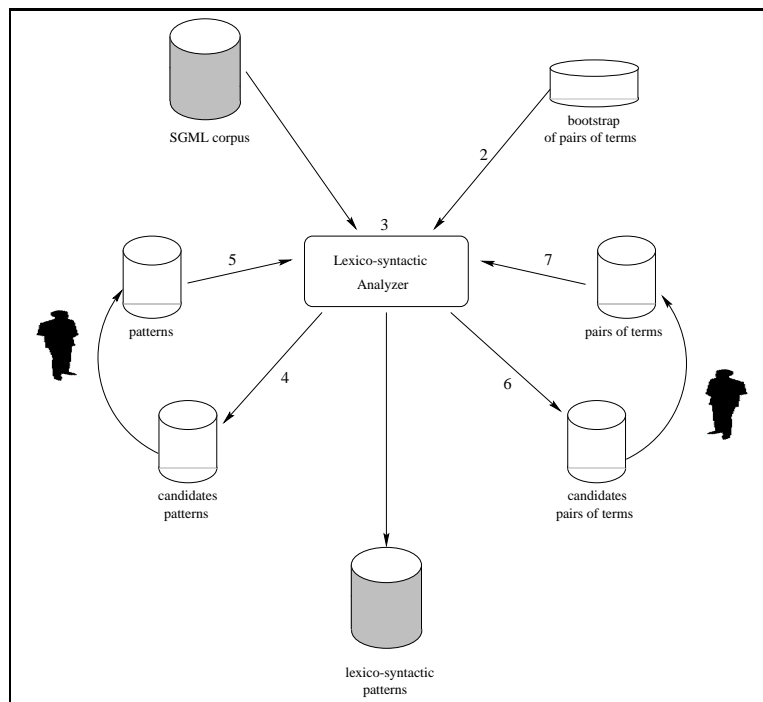 SGML corpus
bootstrap
of pairs of terms
2
3
Lexico-syntactic
Analyzer
5
7
patterns
pairs of terms
4
6
candidates
patterns
candidates
pairs of terms
lexico-syntactic
patterns